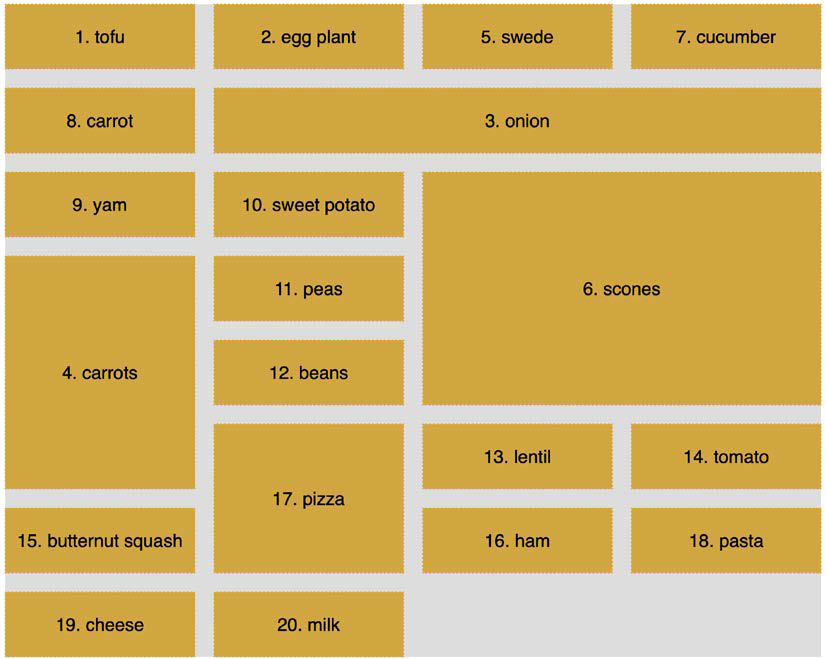 1. tofu
2. egg plant
5. swede
7. cucumber
8. carrot
3. onion
9. yam
10. sweet potato
6. scones
11. peas
4. carrots
12. beans
13. lentil
14. tomato
17. pizza
15. butternut squash
16. ham
18. pasta
19. cheese
20. milk